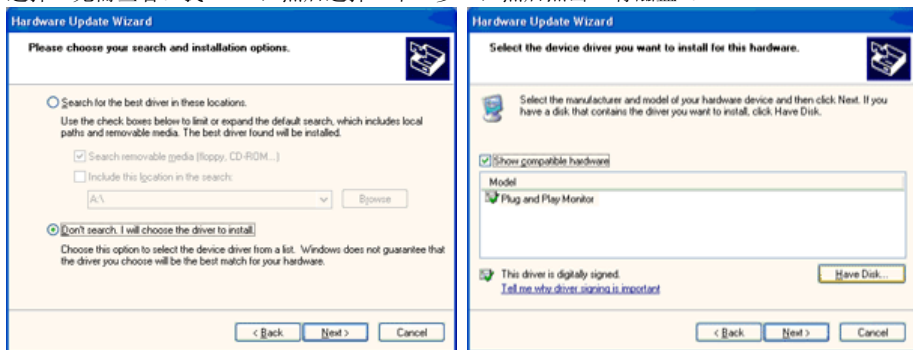 Hardware Update Wizard
Please choose your search and installation options.
Search for the best driver in these locations.
Use the check boxes below to limit or expand the default search, which includes local
paths and removable media. The best driver found will be installed.
Search removable media (floppy, CD-ROM...)
Include this location in the search:
A:\
Browse
Don't search. I will choose the driver to install.
Choose this option to select the device driver from a list. Windows does not guarantee that
the driver you choose will be the best match for your hardware.
< Back
Next >
Cancel
Hardware Update Wizard
Select the device driver you want to install for this hardware.
Select the manufacturer and model of your hardware device and then click Next. If you
have a disk that contains the driver you want to install, click Have Disk.
Show compatible hardware
Model
Plug and Play Monitor
This driver is digitally signed.
Tell me why driver signing is important
Have Disk...
< Back
Next >
Cancel